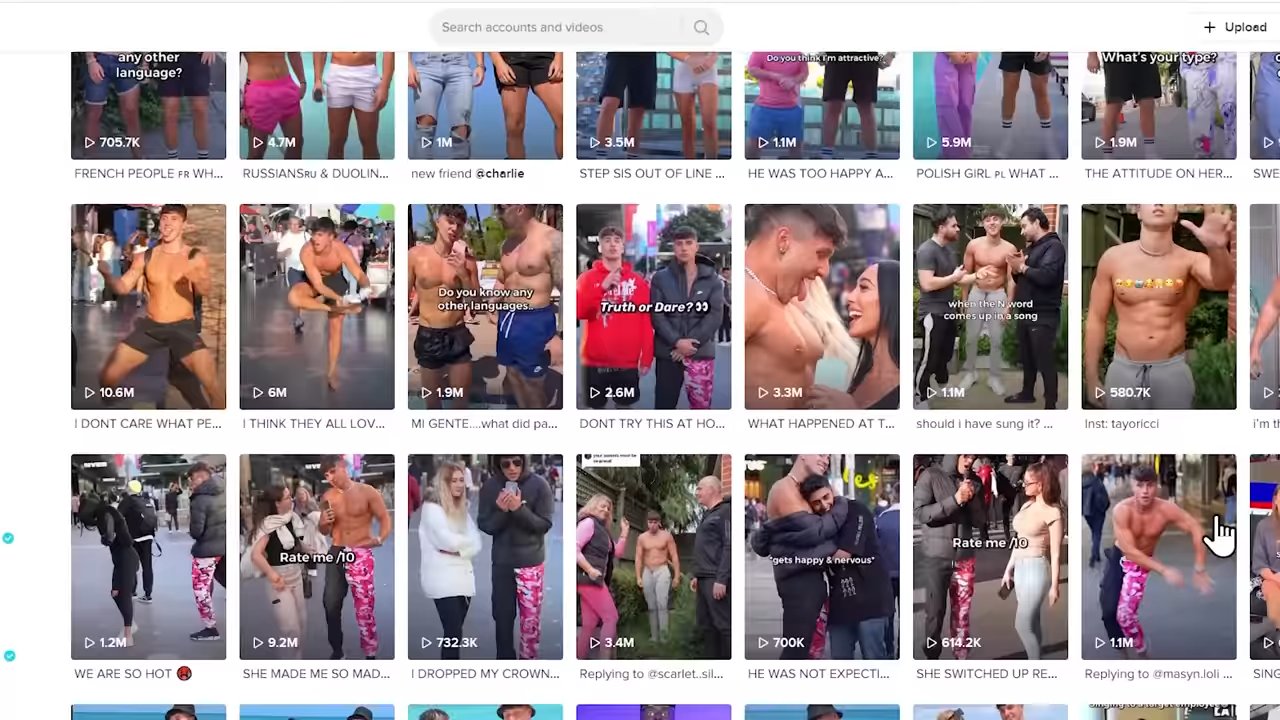 Search accounts and videos
Upload
any other
language?
Do you think I'm attractive?
What's your type?
705.7K
4.7M
1M
3.5M
1.1M
5.9M
1.9M
FRENCH PEOPLE FR WH...
RUSSIANSRU & DUOLIN...
new friend @charlie
STEP SIS OUT OF LINE ...
HE WAS TOO HAPPY A...
POLISH GIRL PL WHAT ...
THE ATTITUDE ON HER...
SWE
Do you know any
other languages..
Truth or Dare?
when the N word
comes up in a song
10.6M
6M
1.9M
2.6M
3.3M
1.1M
580.7K
I DONT CARE WHAT PE...
I THINK THEY ALL LOV...
MI GENTE....what did pa...
DONT TRY THIS AT HO...
WHAT HAPPENED AT T...
should i have sung it? ...
Inst: tayoricci
i'm th
Rate me /10
*gets happy & nervous*
Rate me /10
1.2M
9.2M
732.3K
3.4M
700K
614.2K
1.1M
WE ARE SO HOT
SHE MADE ME SO MAD...
I DROPPED MY CROWN...
Replying to @scarlet..sil...
HE WAS NOT EXPECTI...
SHE SWITCHED UP RE...
Replying to @masyn.loli ...
SING